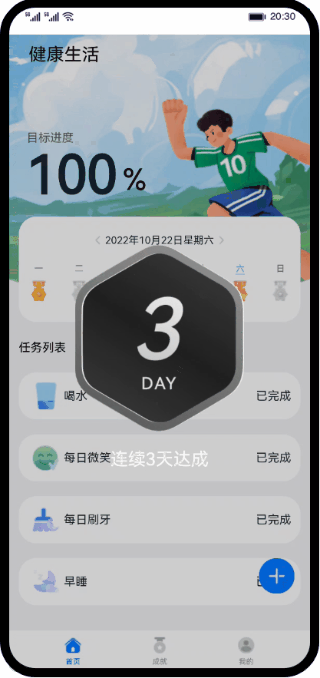 20:30
健康生活
目标进度
100%
10
2022年10月22日星期六
一 二 六 日
3
DAY
任务列表
喝水 已完成
每日微笑 已完成
连续3天达成
每日刷牙 已完成
早睡
首页 成就 我的